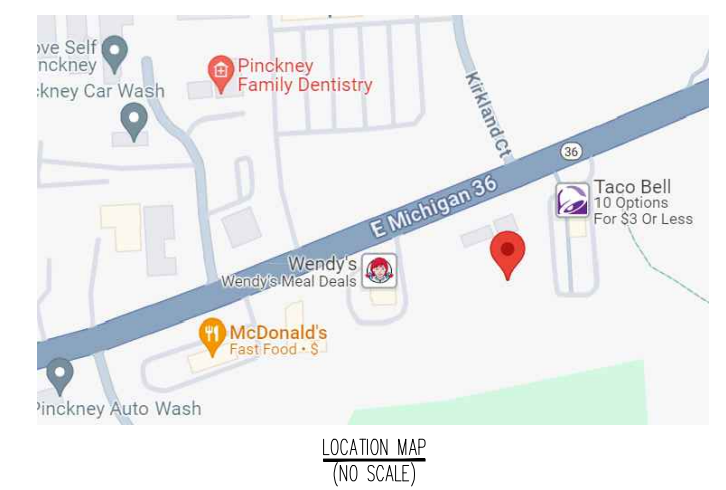 ove Self
nckney
ckney Car Wash
Pinckney
Family Dentistry
Kirkland Ct
36
E Michigan 36
Taco Bell
10 Options
For $3 Or Less
Wendy's
Wendy's Meal Deals
McDonald's
Fast Food • $
Pinckney Auto Wash
LOCATION MAP
(NO SCALE)